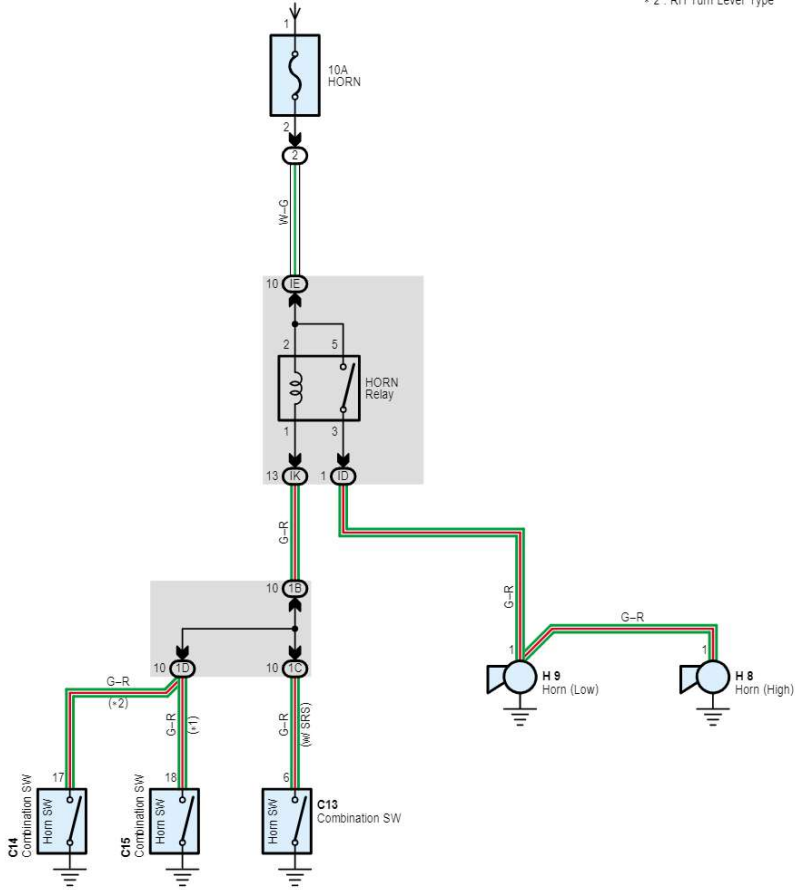 * 2 : RH Turn Lever Type
1
10A
HORN
2
2
W–G
10 IE
2 5
HORN
Relay
1 3
13 IK 1 ID
G–R
10 1B
10 1D 10 1C
G–R
(*2)
G–R
(*1)
G–R
(w/ SRS)
G–R
G–R
1
H 9
Horn (Low)
1
H 8
Horn (High)
17
C14
Combination SW
Horn SW
18
C15
Combination SW
Horn SW
6
Horn SW
C13
Combination SW